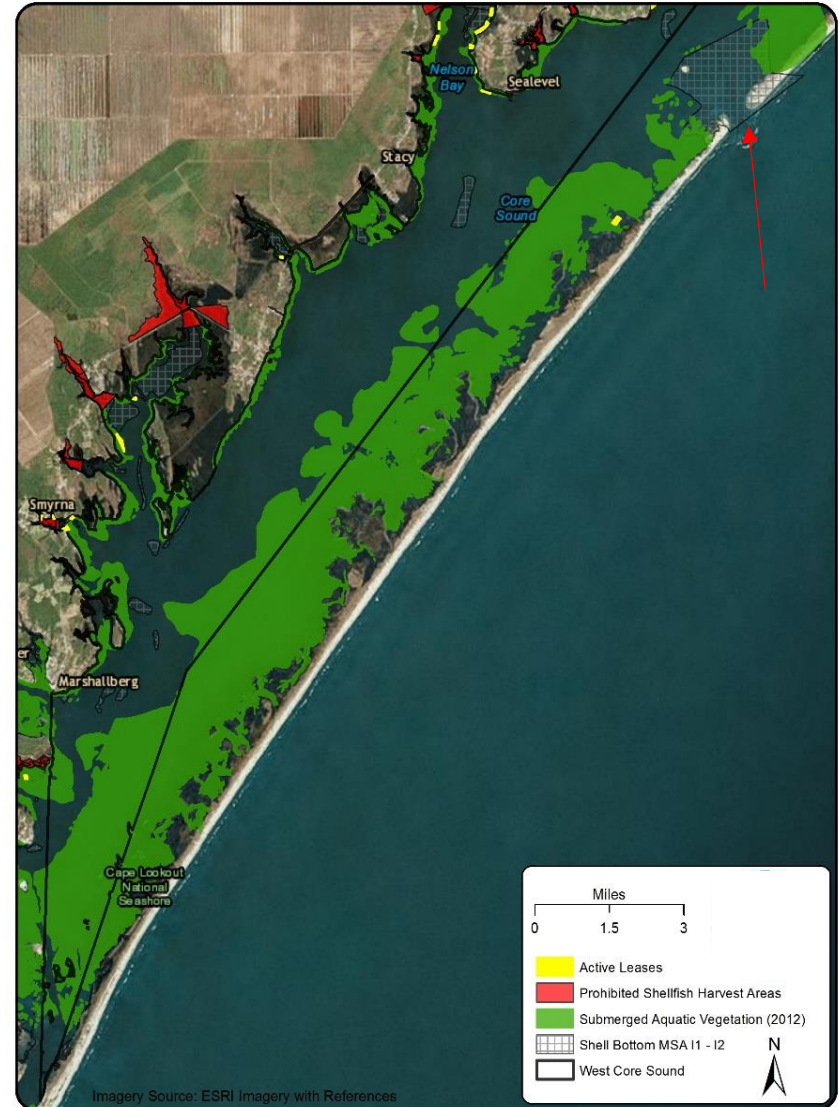 Nelson
Bay
Sealevel
Stacy
Core
Sound
Smyrna
er
Marshallberg
Cape Lookout
National
Seashore
Miles
0 1.5 3
Active Leases
Prohibited Shellfish Harvest Areas
Submerged Aquatic Vegetation (2012)
Shell Bottom MSA I1 - I2
West Core Sound
N
Imagery Source: ESRI Imagery with References